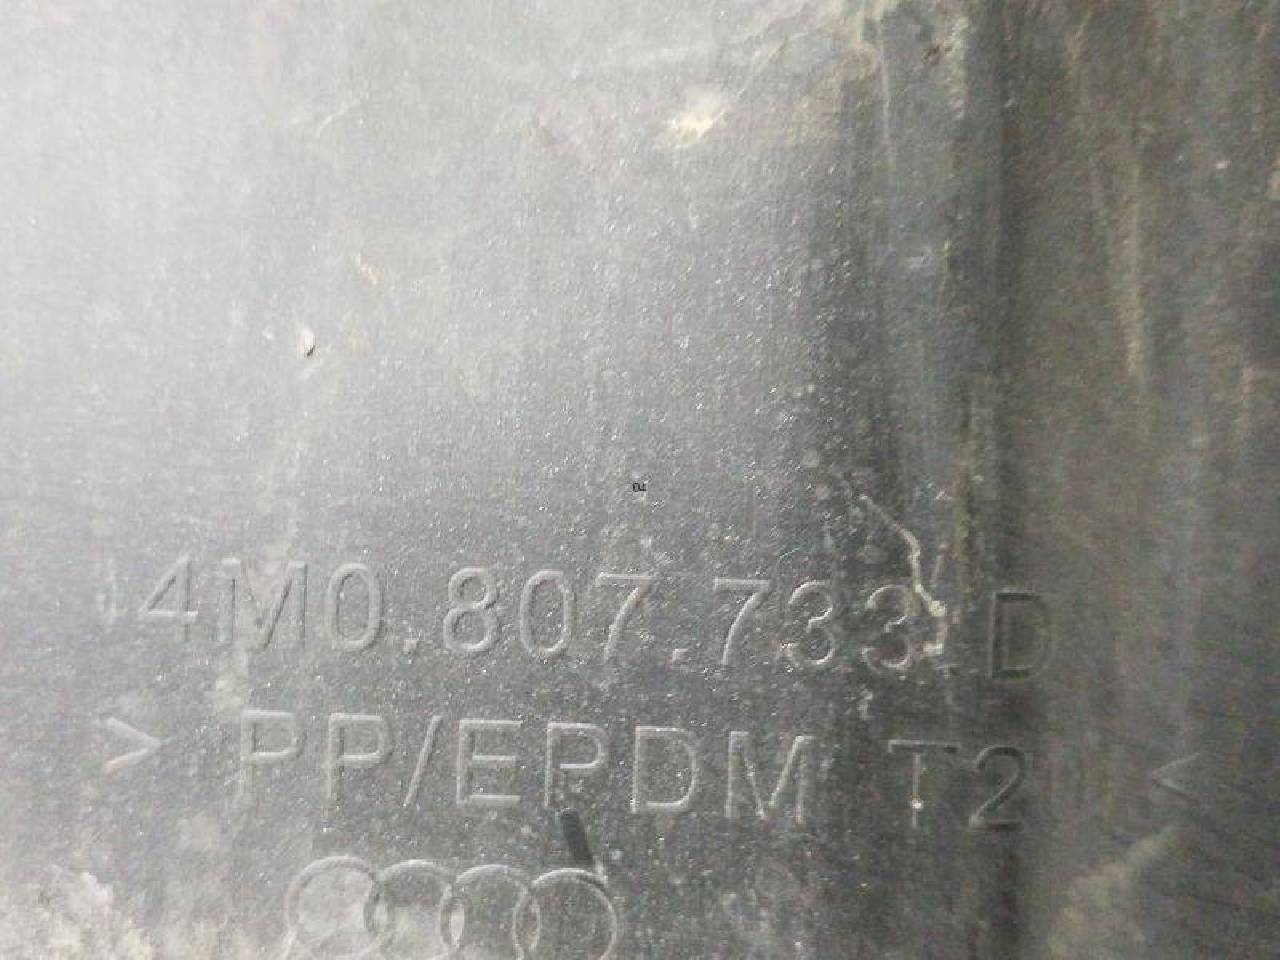 4M0.807.733.D
> PP/EPDM T2 <